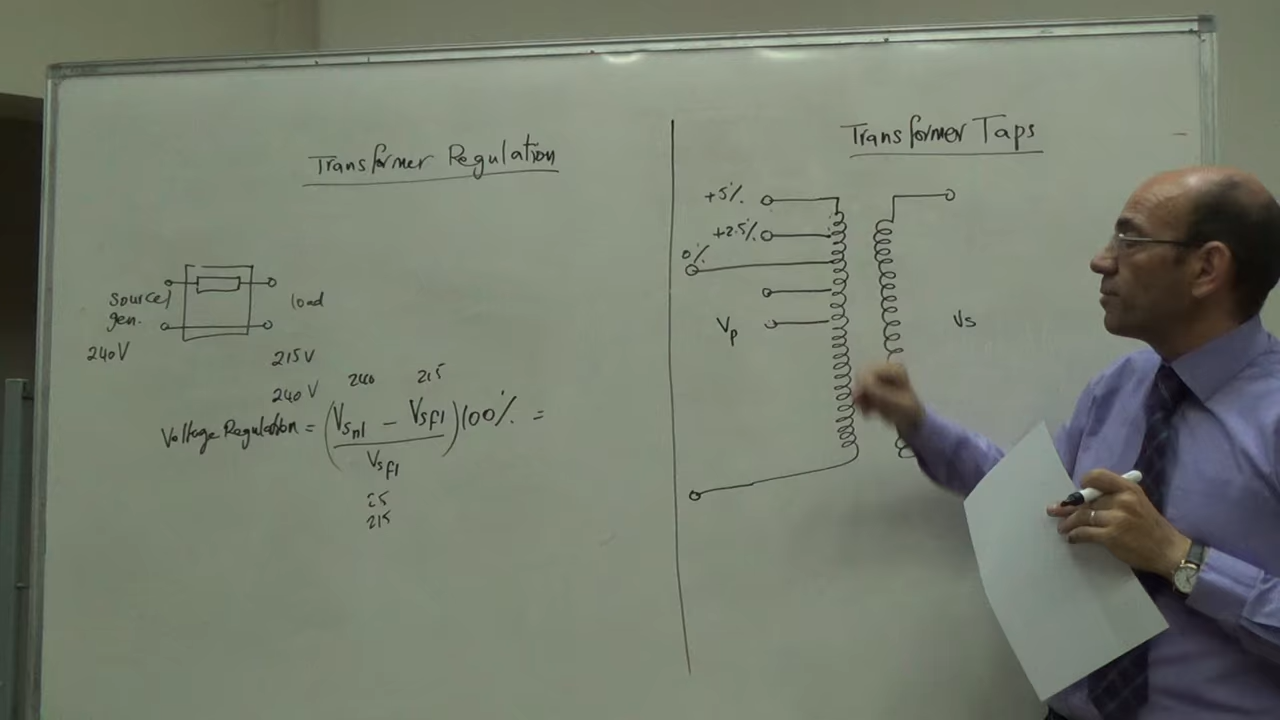 Transformer Regulation
source/
gen.
load
240V
215V
240V
240
215
Voltage Regulation = (Vsnl - Vsfl / Vsfl) 100% =
25
215
Transformer Taps
+5%
+2.5%
0%
Vp
Vs